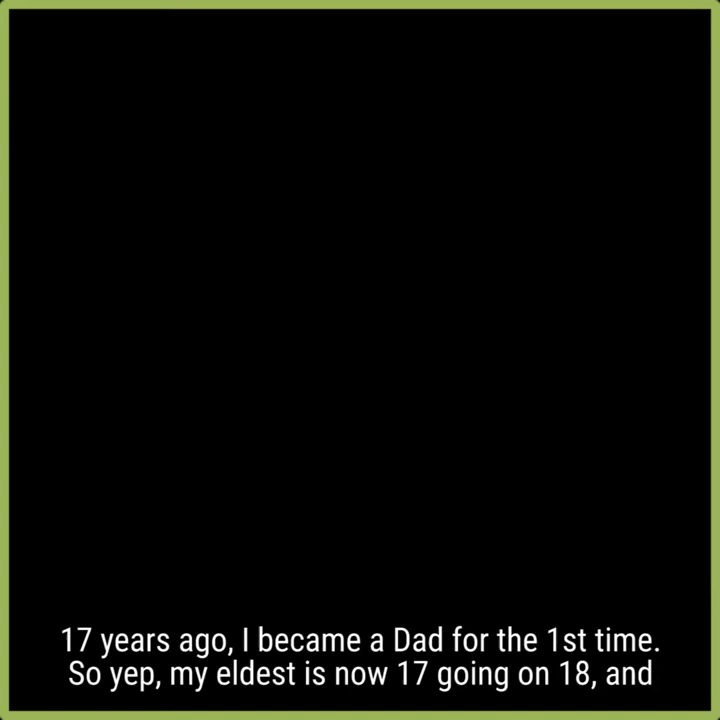 17 years ago, I became a Dad for the 1st time.
So yep, my eldest is now 17 going on 18, and